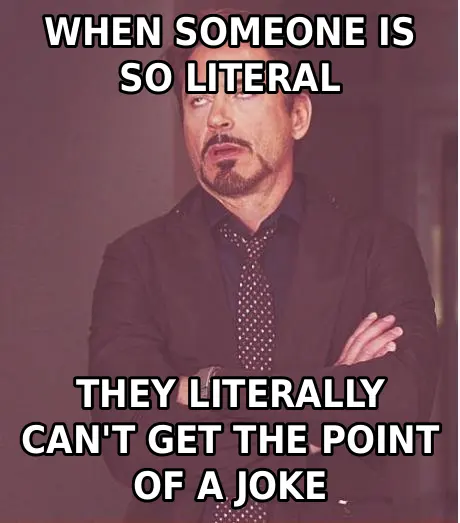 WHEN SOMEONE IS
SO LITERAL
THEY LITERALLY
CAN'T GET THE POINT
OF A JOKE